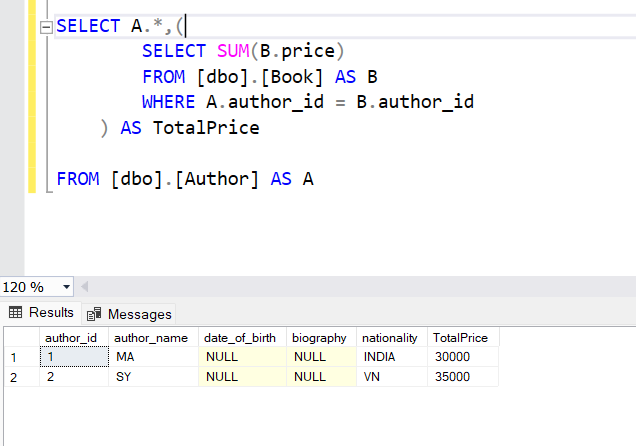 SELECT A.*,(
SELECT SUM(B.price)
FROM [dbo].[Book] AS B
WHERE A.author_id = B.author_id
) AS TotalPrice
FROM [dbo].[Author] AS A
120 %
Results Messages
author_id author_name date_of_birth biography nationality TotalPrice
1 1 MA NULL NULL INDIA 30000
2 2 SY NULL NULL VN 35000